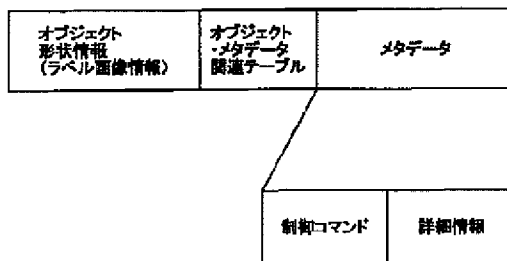 オブジェクト
形状情報
(ラベル画像情報)
オブジェクト
・メタデータ
関連テーブル
メタデータ
制御コマンド
詳細情報